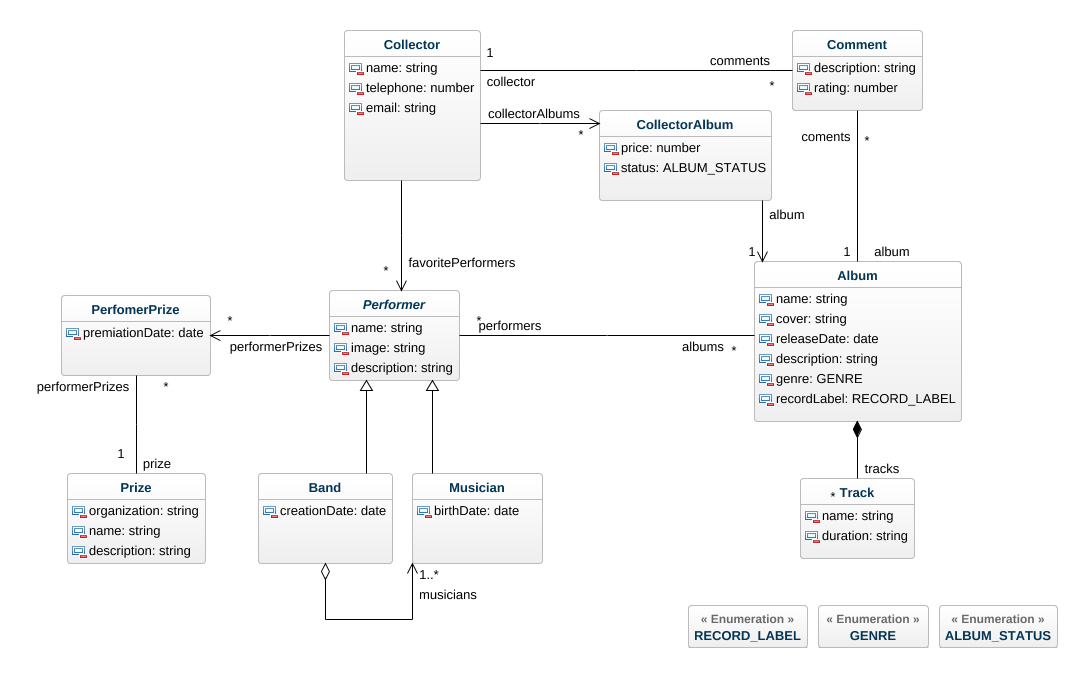 Collector
name: string
telephone: number
email: string
1
collector
comments
*
Comment
description: string
rating: number
collectorAlbums
*
CollectorAlbum
price: number
status: ALBUM_STATUS
coments
*
album
1
1
album
*
favoritePerformers
Album
name: string
cover: string
releaseDate: date
description: string
genre: GENRE
recordLabel: RECORD_LABEL
PerfomerPrize
premiationDate: date
*
performerPrizes
Performer
name: string
image: string
description: string
*
performers
albums
*
performerPrizes
*
1
prize
Prize
organization: string
name: string
description: string
Band
creationDate: date
Musician
birthDate: date
1..*
musicians
tracks
*
Track
name: string
duration: string
« Enumeration »
RECORD_LABEL
« Enumeration »
GENRE
« Enumeration »
ALBUM_STATUS